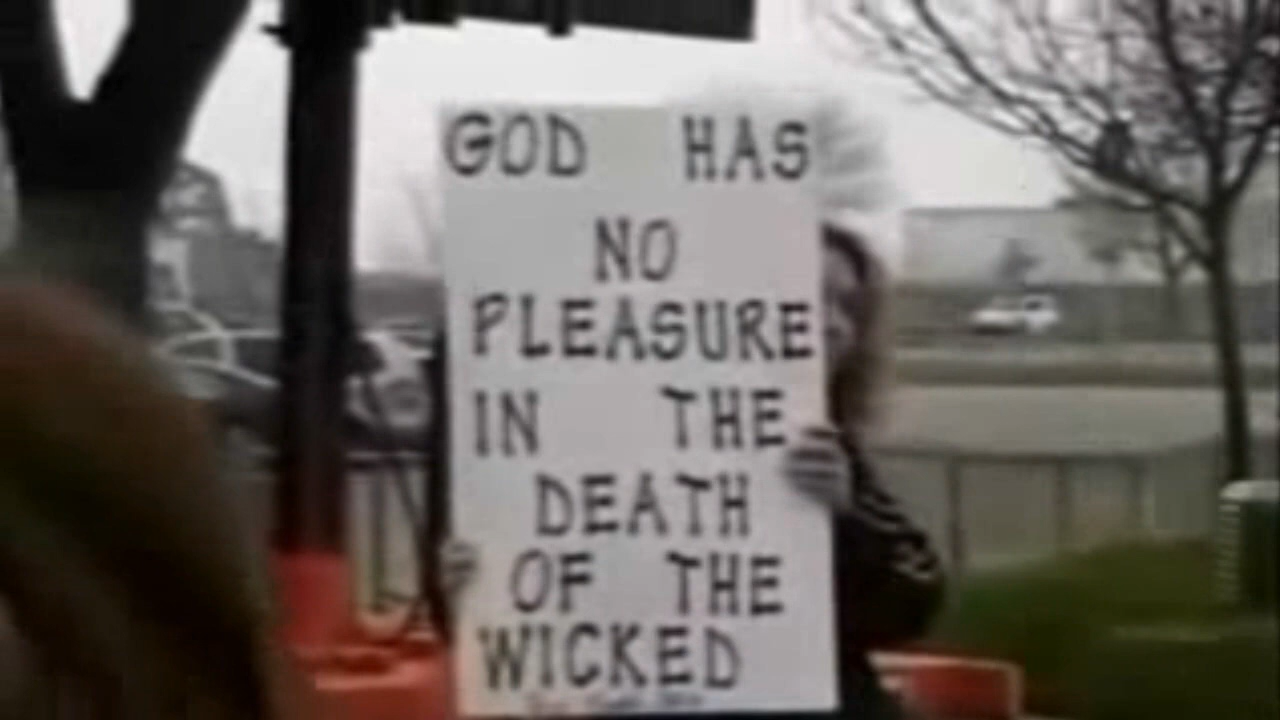 GOD HAS
NO
PLEASURE
IN THE
DEATH
OF THE
WICKED